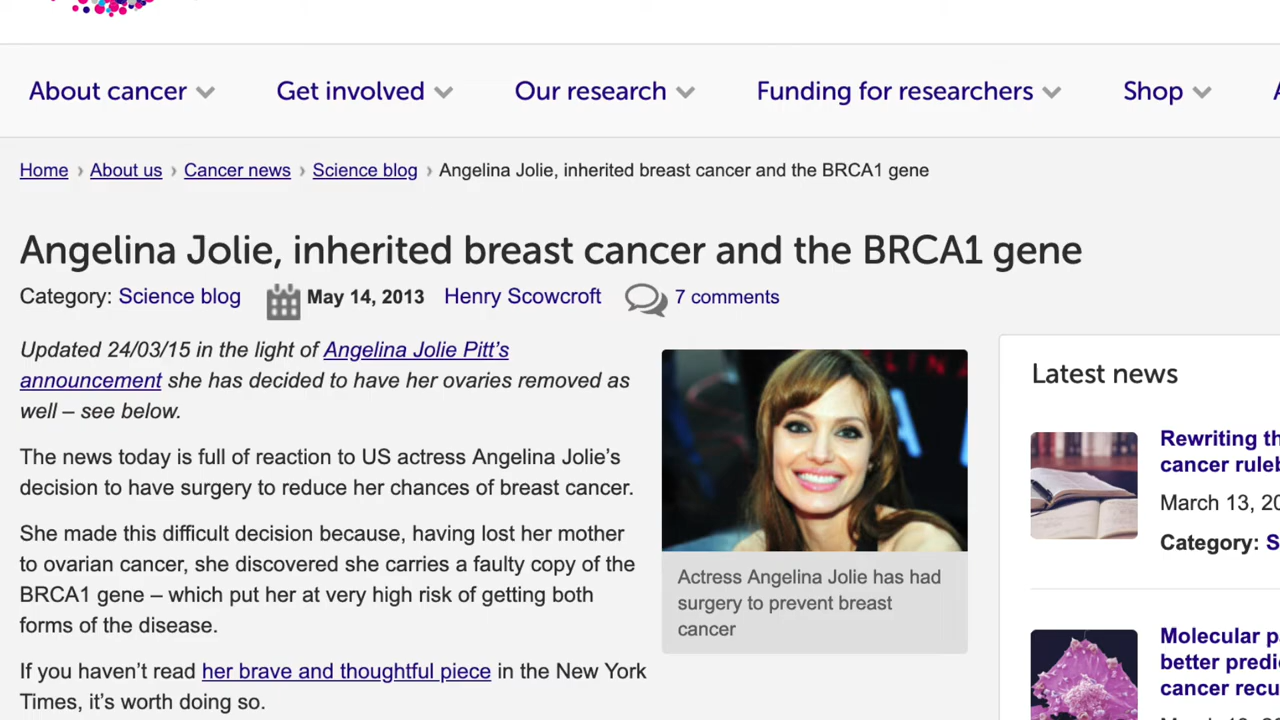 About cancer
Get involved
Our research
Funding for researchers
Shop
Home › About us › Cancer news › Science blog › Angelina Jolie, inherited breast cancer and the BRCA1 gene
Angelina Jolie, inherited breast cancer and the BRCA1 gene
Category: Science blog May 14, 2013 Henry Scowcroft 7 comments
Updated 24/03/15 in the light of Angelina Jolie Pitt’s
announcement she has decided to have her ovaries removed as
well – see below.
The news today is full of reaction to US actress Angelina Jolie’s
decision to have surgery to reduce her chances of breast cancer.
She made this difficult decision because, having lost her mother
to ovarian cancer, she discovered she carries a faulty copy of the
BRCA1 gene – which put her at very high risk of getting both
forms of the disease.
If you haven’t read her brave and thoughtful piece in the New York
Times, it’s worth doing so.
Actress Angelina Jolie has had
surgery to prevent breast
cancer
Latest news
Rewriting
cancer
March 13,
Category:
Molecular
better
cancer